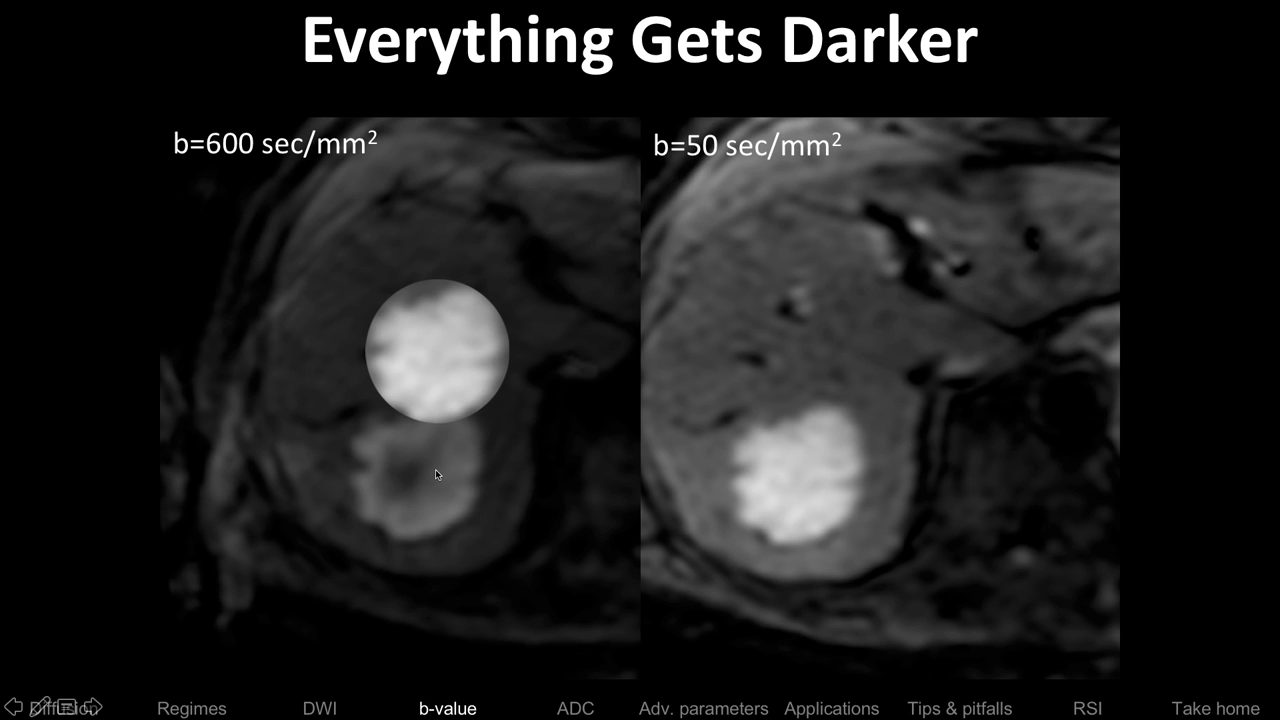 Everything Gets Darker
b=600 sec/mm²
b=50 sec/mm²
Diffusion Regimes DWI b-value ADC Adv. parameters Applications Tips & pitfalls RSI Take home